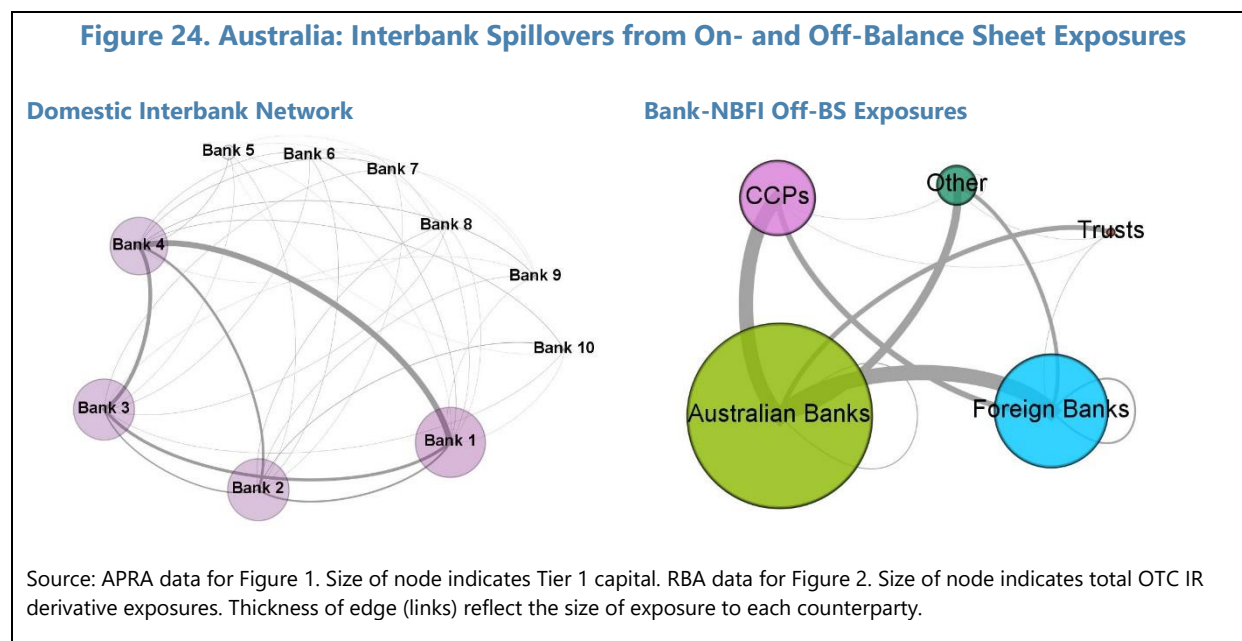 Figure 24. Australia: Interbank Spillovers from On- and Off-Balance Sheet Exposures
Domestic Interbank Network
Bank 5
Bank 6
Bank 7
Bank 4
Bank 8
Bank 9
Bank 10
Bank 3
Bank 1
Bank 2
Bank-NBFI Off-BS Exposures
CCPs
Other
Trusts
Australian Banks
Foreign Banks
Source: APRA data for Figure 1. Size of node indicates Tier 1 capital. RBA data for Figure 2. Size of node indicates total OTC IR
derivative exposures. Thickness of edge (links) reflect the size of exposure to each counterparty.